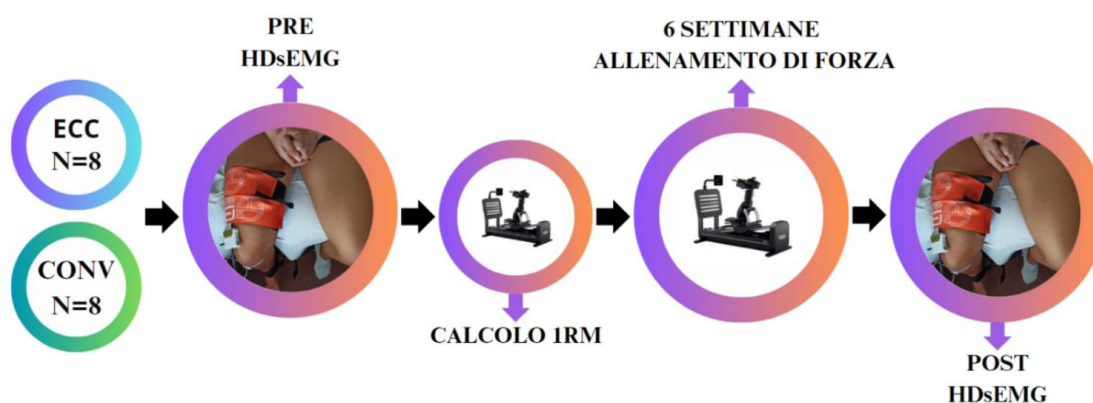 ECC
N=8
CONV
N=8
PRE
HDsEMG
CALCOLO 1RM
6 SETTIMANE
ALLENAMENTO DI FORZA
POST
HDsEMG